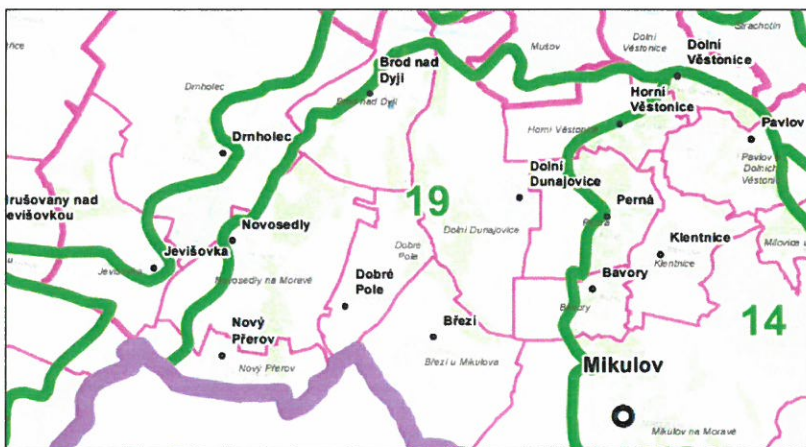 Strachotín
Mušov
Dolní
Věstonice
Dolní
Věstonice
Brod nad
Dyjí
Brod nad Dyjí
Drnholec
Drnholec
Horní
Věstonice
Horní Věstonice
Pavlov
Pavlov u
Dolních
Věstonic
Dolní
Dunajovice
Dolní Dunajovice
19
Hrušovany nad
Jevišovkou
Perná
Novosedly
Novosedly na Moravě
Jevišovka
Jevišovka
Dobré
Pole
Dobré
Pole
Klentnice
Klentnice
Milovice u
Bavory
Bavory
14
Nový
Přerov
Nový Přerov
Březí
Březí u Mikulova
Mikulov
Mikulov na Moravě